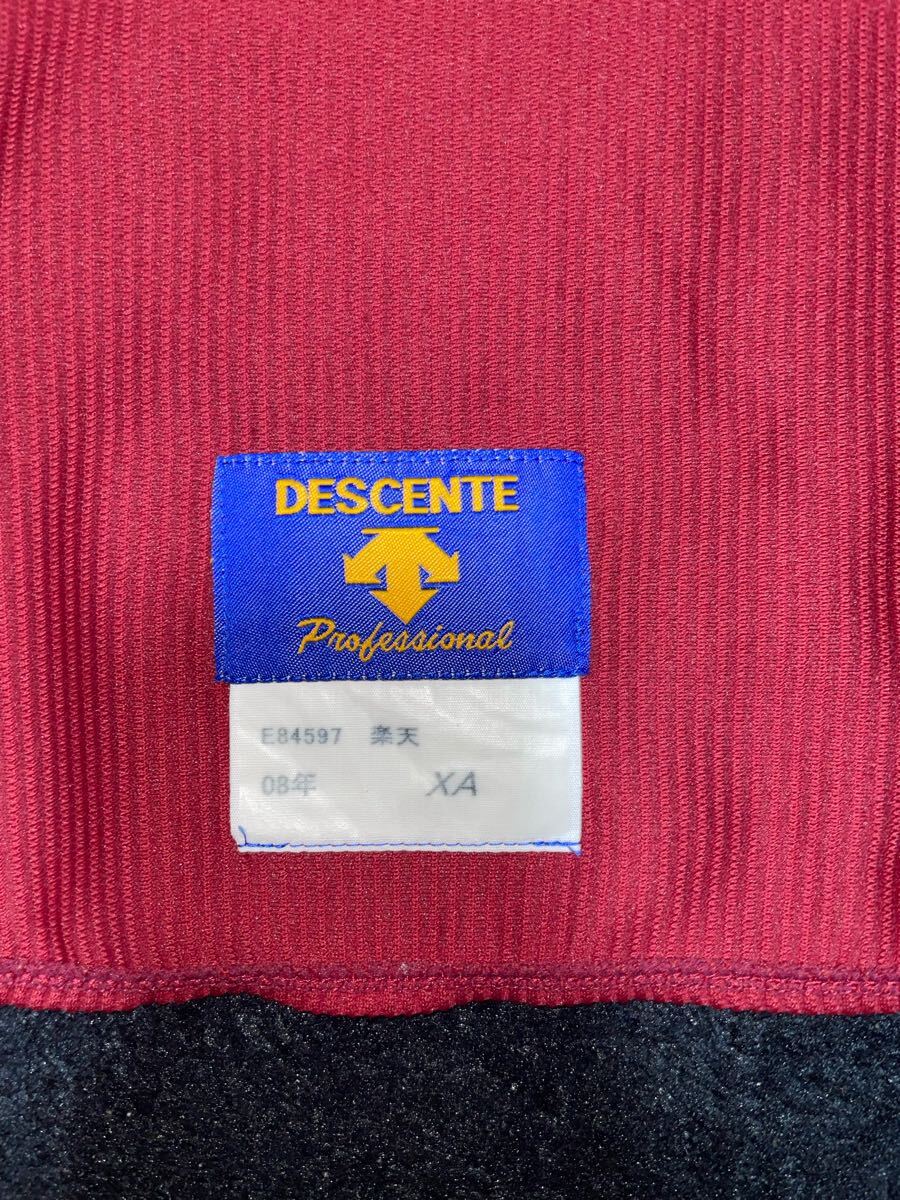 DESCENTE
Professional
E84597 楽天
08年 XA